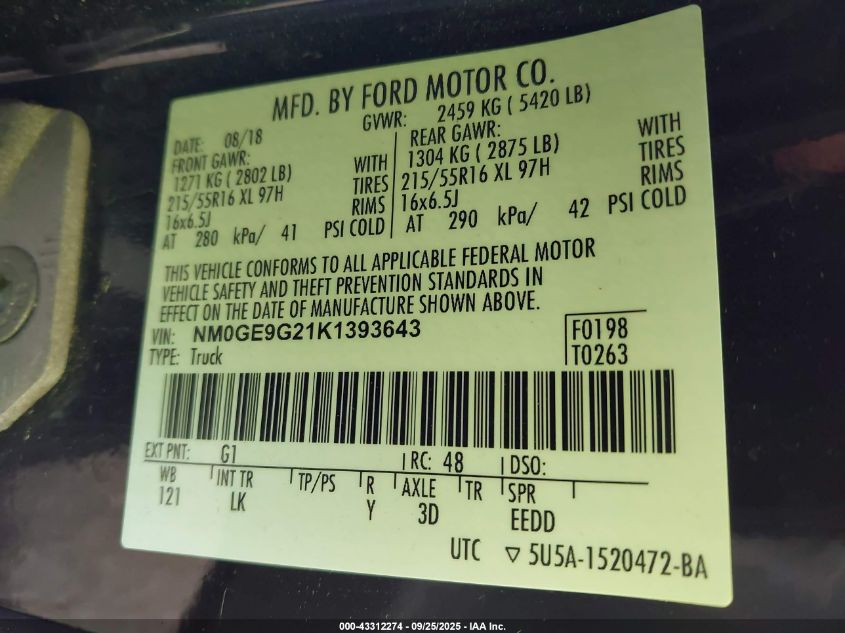 MFD. BY FORD MOTOR CO.
DATE: 08/18 GVWR: 2459 KG ( 5420 LB)
FRONT GAWR: REAR GAWR:
1271 KG ( 2802 LB) WITH 1304 KG ( 2875 LB) WITH
215/55R16 XL 97H TIRES 215/55R16 XL 97H TIRES
16x6.5J RIMS 16x6.5J RIMS
AT 280 kPa/ 41 PSI COLD AT 290 kPa/ 42 PSI COLD
THIS VEHICLE CONFORMS TO ALL APPLICABLE FEDERAL MOTOR
VEHICLE SAFETY AND THEFT PREVENTION STANDARDS IN
EFFECT ON THE DATE OF MANUFACTURE SHOWN ABOVE.
VIN: NM0GE9G21K1393643 F0198
TYPE: Truck T0263
EXT PNT: G1 RC: 48 DSO:
WB INT TR TP/PS R AXLE TR SPR
121 LK Y 3D EEDD
UTC ▽ 5U5A-1520472-BA
000-43312274 - 09/25/2025 - IAA Inc.